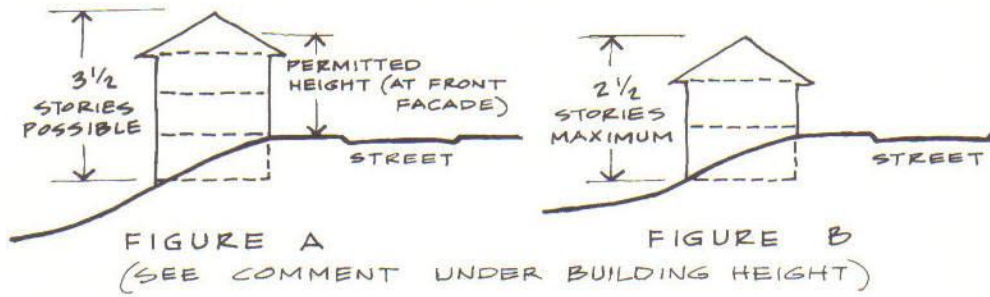 3 1/2
STORIES
POSSIBLE
PERMITTED
HEIGHT (AT FRONT
FACADE)
STREET
FIGURE A
2 1/2
STORIES
MAXIMUM
STREET
FIGURE B
(SEE COMMENT UNDER BUILDING HEIGHT)